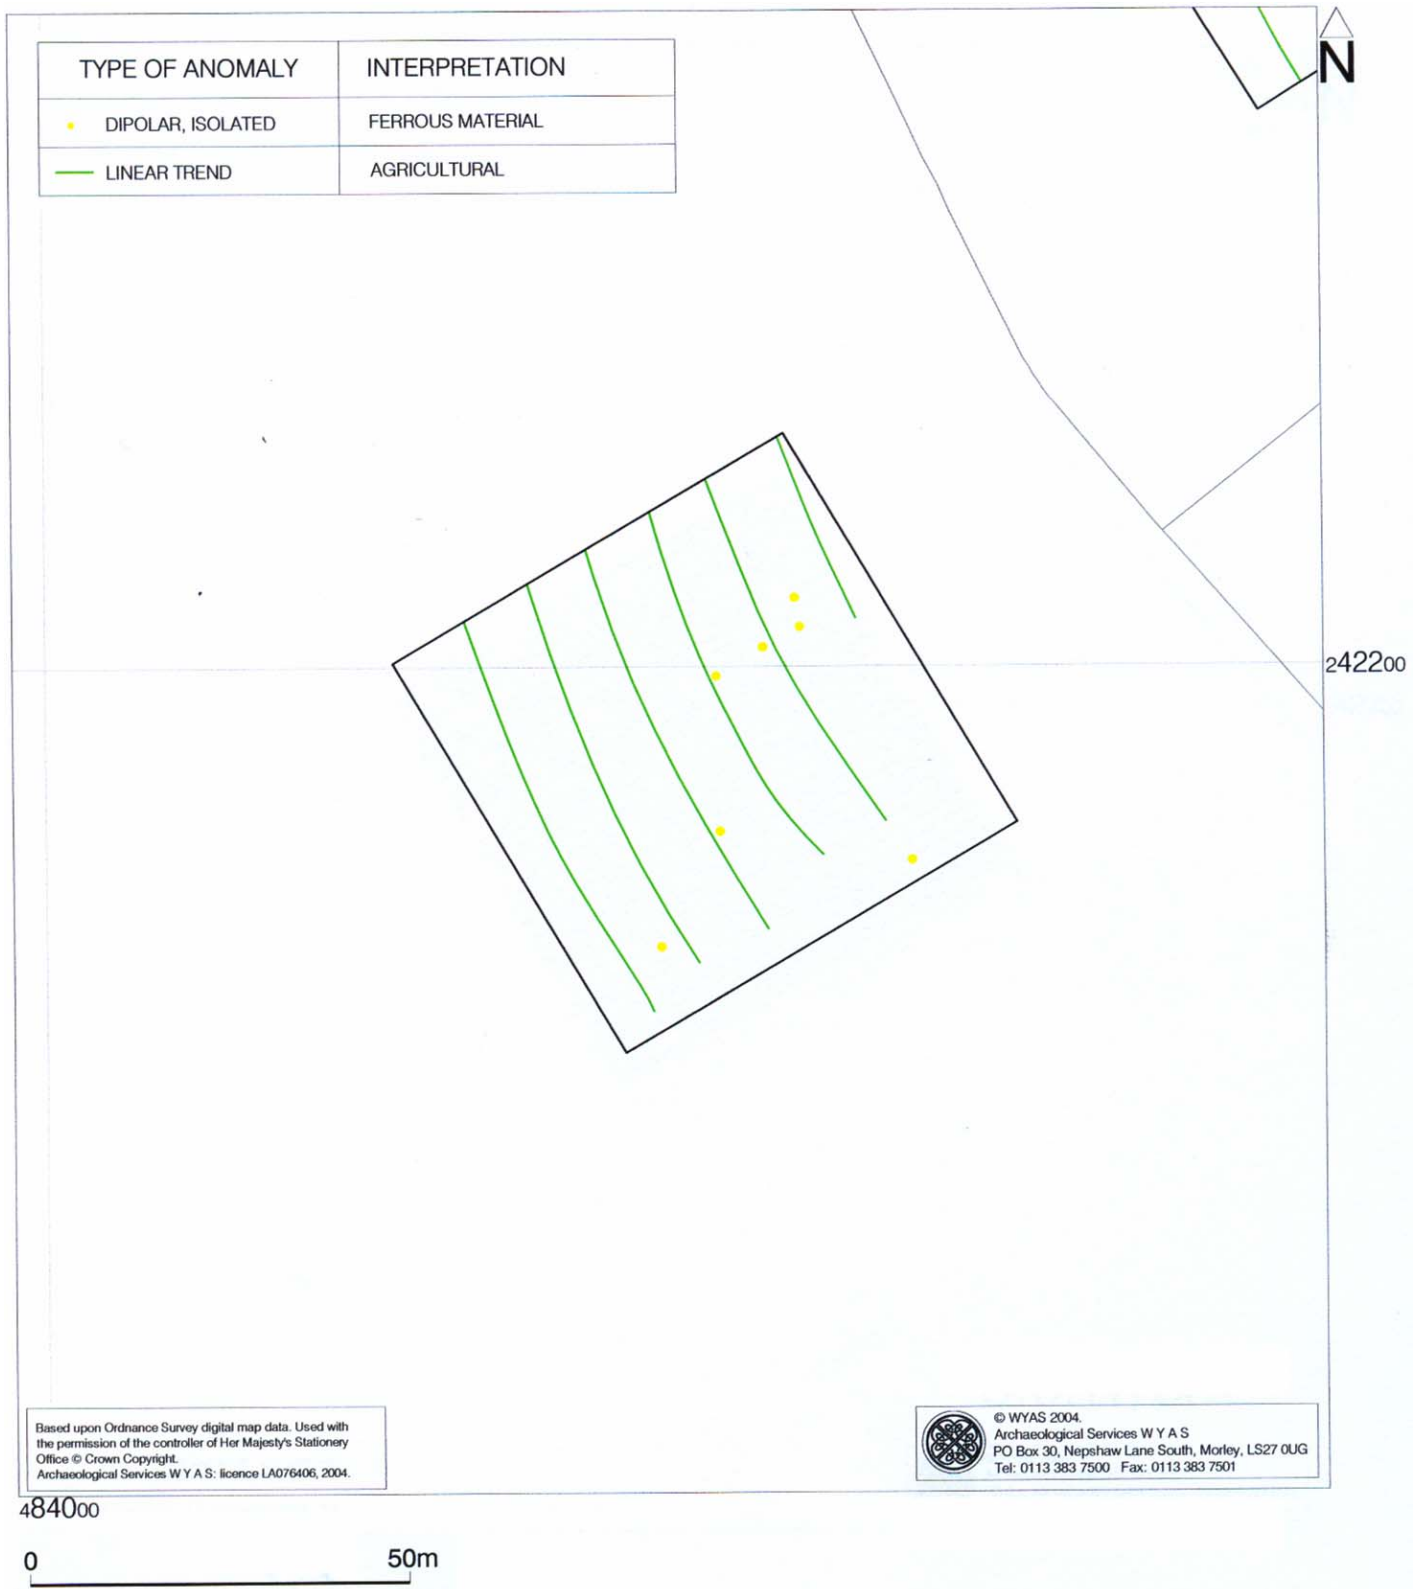 TYPE OF ANOMALY INTERPRETATION
DIPOLAR, ISOLATED FERROUS MATERIAL
LINEAR TREND AGRICULTURAL
N
242200
Based upon Ordnance Survey digital map data. Used with
the permission of the controller of Her Majesty's Stationery
Office © Crown Copyright.
Archaeological Services W Y A S: licence LA076406, 2004.
© WYAS 2004.
Archaeological Services W Y A S
PO Box 30, Nepshaw Lane South, Morley, LS27 0UG
Tel: 0113 383 7500 Fax: 0113 383 7501
484000
0 50m